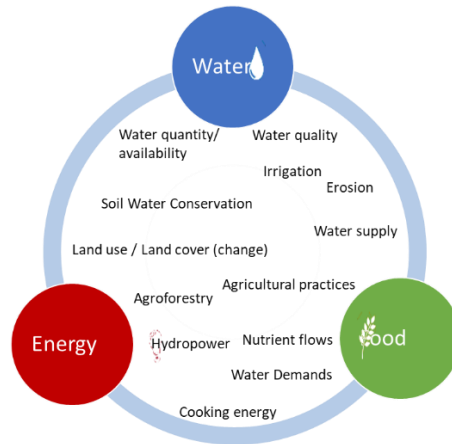 Water
Water quantity/
availability
Water quality
Irrigation
Erosion
Soil Water Conservation
Water supply
Land use / Land cover (change)
Agricultural practices
Agroforestry
Energy
Hydropower
Nutrient flows
ood
Water Demands
Cooking energy